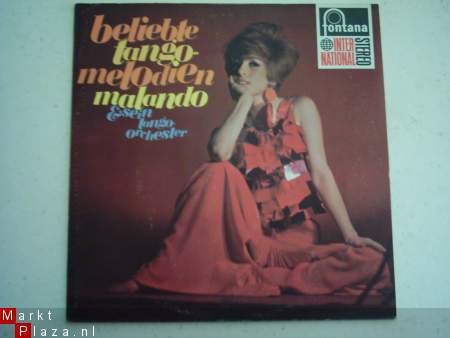 beliebte
tango-
melodien
malando
& sein
tango-
orchester
fontana
INTER
NATIONAL
STEREO
Markt
Plaza.nl